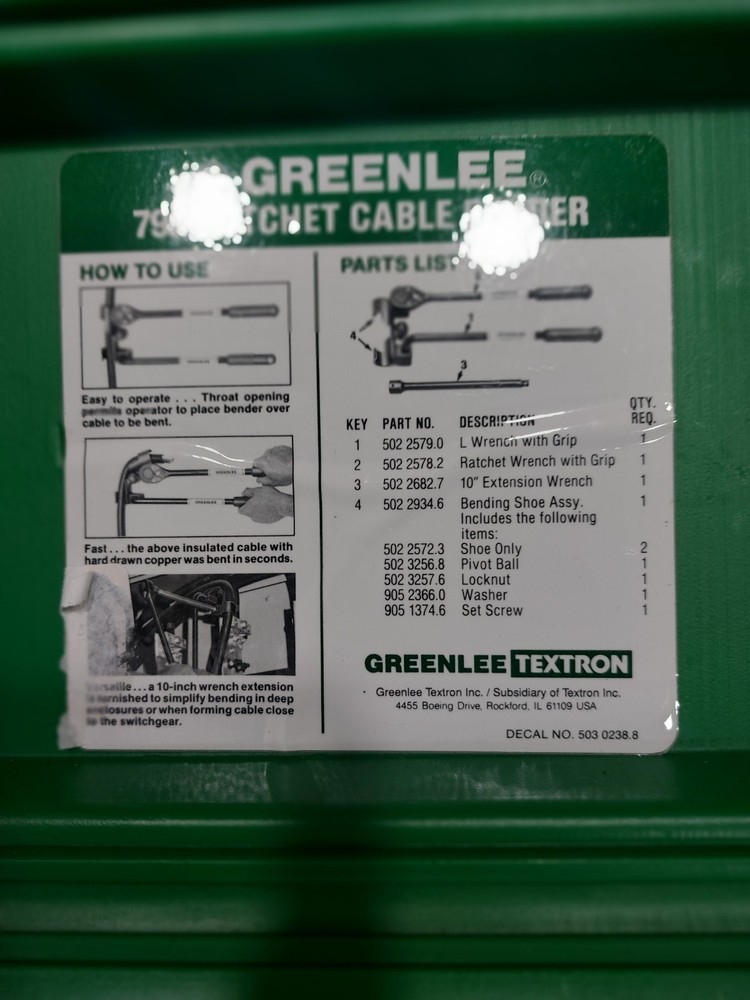 GREENLEE®
CABLE
HOW TO USE
Easy to operate . . . Throat opening
permits operator to place bender over
cable to be bent.
Fast . . . the above insulated cable with
hard drawn copper was bent in seconds.
. . . a 10-inch wrench extension
to simplify bending in deep
or when forming cable close
the switchgear.
PARTS LIST
1
4
3
KEY PART NO. DESCRIPTION QTY. REQ.
1 502 2579.0 L Wrench with Grip 1
2 502 2578.2 Ratchet Wrench with Grip 1
3 502 2682.7 10" Extension Wrench 1
4 502 2934.6 Bending Shoe Assy. 1
Includes the following
items:
502 2572.3 Shoe Only 2
502 3256.8 Pivot Ball 1
502 3257.6 Locknut 1
905 2366.0 Washer 1
905 1374.6 Set Screw 1
GREENLEE TEXTRON
Greenlee Textron Inc. / Subsidiary of Textron Inc.
4455 Boeing Drive, Rockford, IL 61109 USA
DECAL NO. 503 0238.8